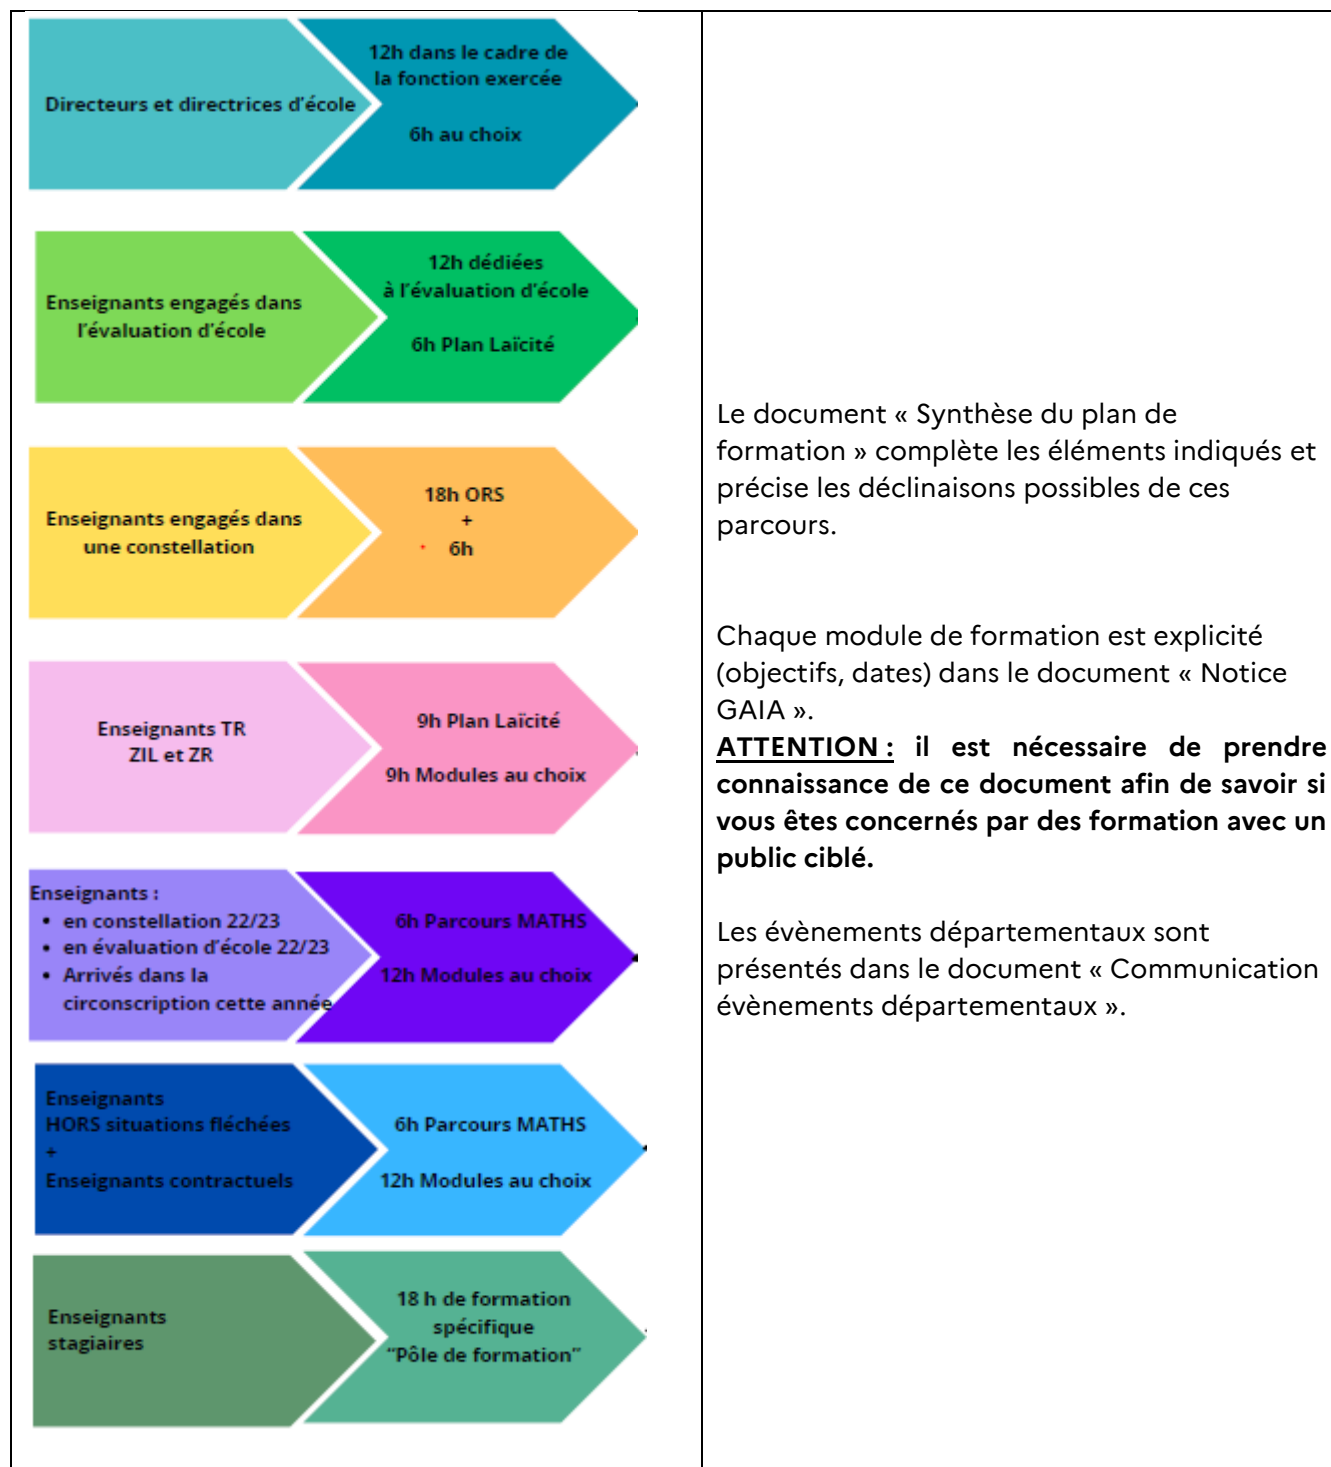 Directeurs et directrices d'école
12h dans le cadre de
la fonction exercée
6h au choix
Enseignants engagés dans
l'évaluation d'école
12h dédiées
à l'évaluation d'école
6h Plan Laïcité
Enseignants engagés dans
une constellation
18h ORS
+
6h
Enseignants TR
ZIL et ZR
9h Plan Laïcité
9h Modules au choix
Enseignants :
• en constellation 22/23
• en évaluation d'école 22/23
• Arrivés dans la
circonscription cette année
6h Parcours MATHS
12h Modules au choix
Enseignants
HORS situations fléchées
+
Enseignants contractuels
6h Parcours MATHS
12h Modules au choix
Enseignants
stagiaires
18 h de formation
spécifique
"Pôle de formation"
Le document « Synthèse du plan de
formation » complète les éléments indiqués et
précise les déclinaisons possibles de ces
parcours.
Chaque module de formation est explicité
(objectifs, dates) dans le document « Notice
GAIA ».
ATTENTION : il est nécessaire de prendre
connaissance de ce document afin de savoir si
vous êtes concernés par des formation avec un
public ciblé.
Les évènements départementaux sont
présentés dans le document « Communication
évènements départementaux ».